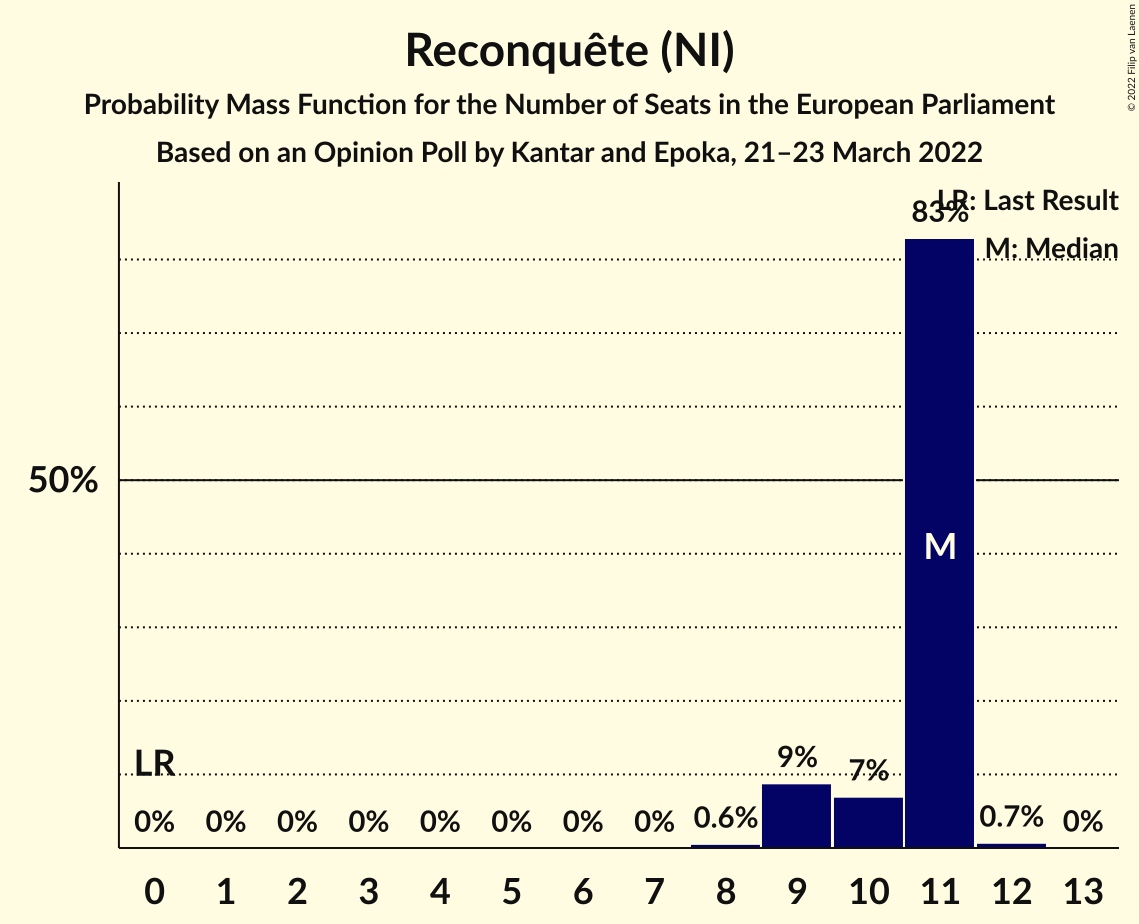 Reconquête (NI)
Probability Mass Function for the Number of Seats in the European Parliament
Based on an Opinion Poll by Kantar and Epoka, 21–23 March 2022
© 2022 Filip van Laenen
LR: Last Result
M: Median
83%
50%
M
LR
9%
7%
0% 0% 0% 0% 0% 0% 0% 0% 0.6% 0.7% 0%
0 1 2 3 4 5 6 7 8 9 10 11 12 13